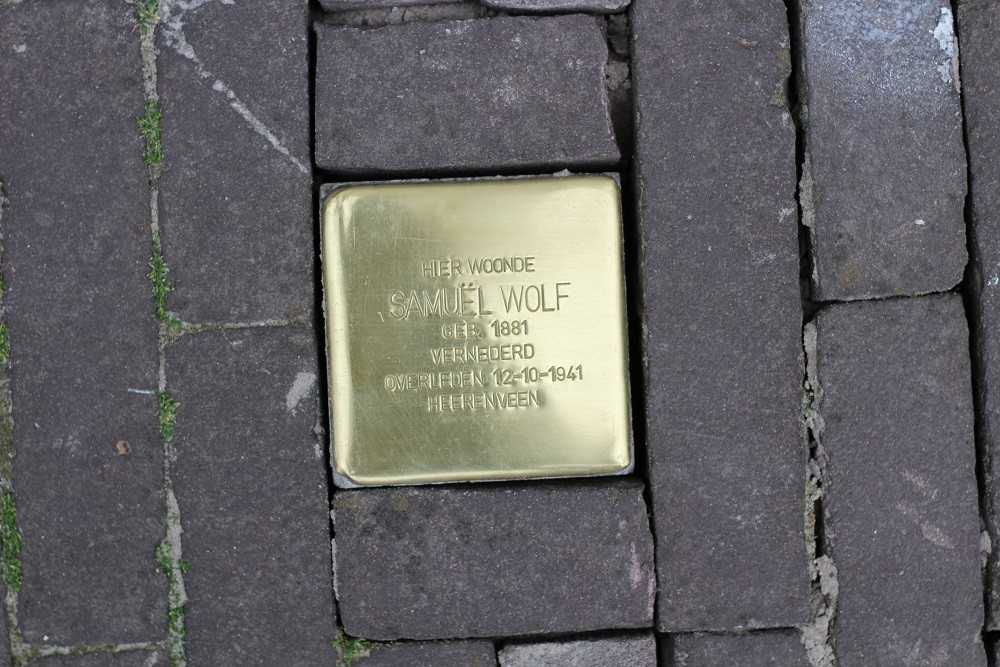 HIER WOONDE
SAMUËL WOLF
GEB. 1881
VERNEDERD
OVERLEDEN 12-10-1941
HEERENVEEN